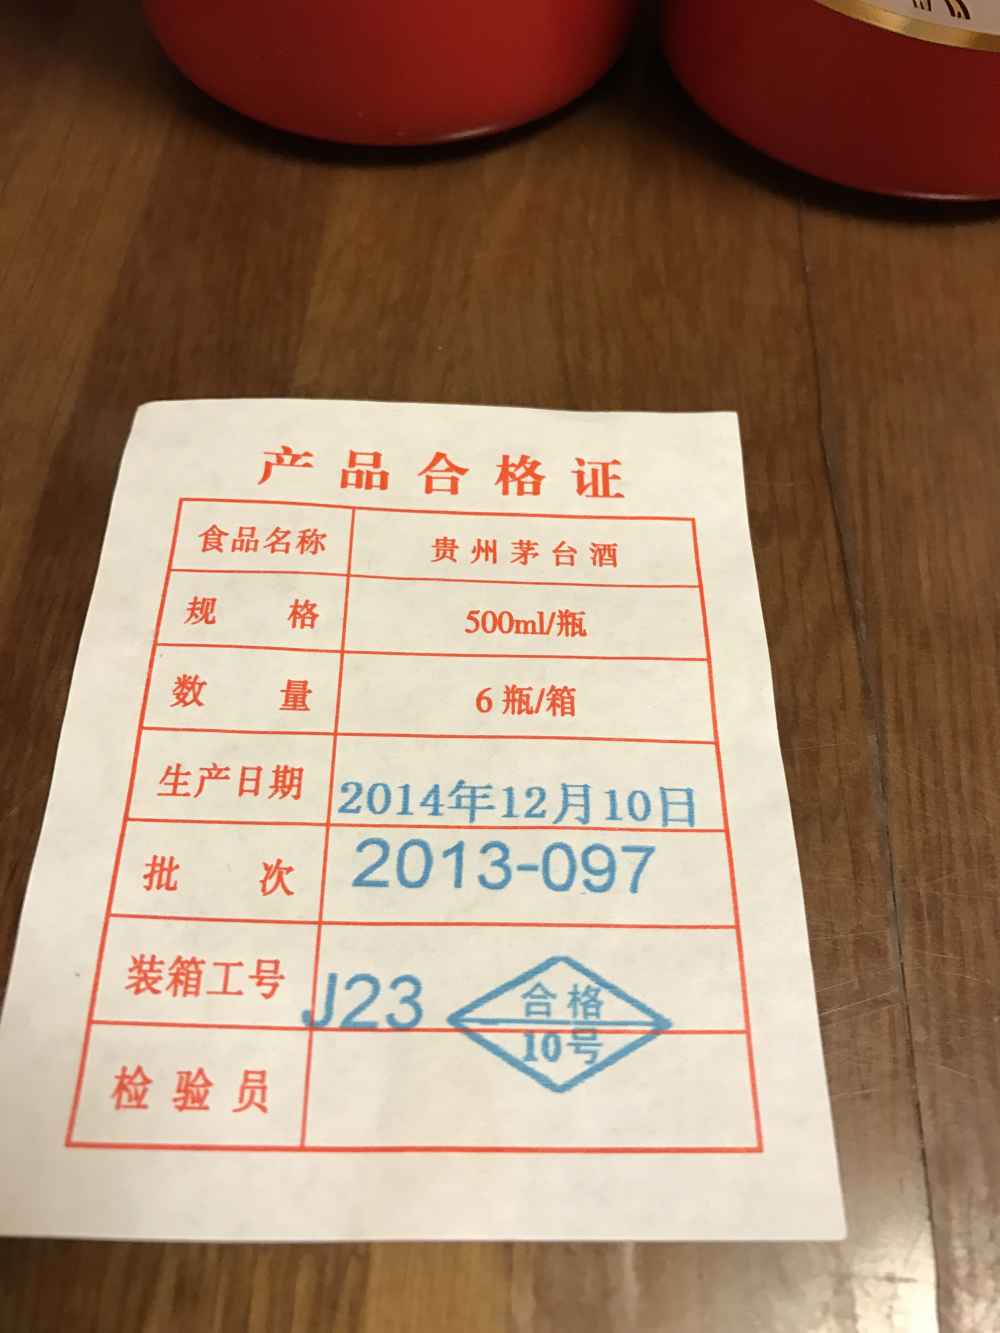 产品合格证
食品名称 贵州茅台酒
规格 500ml/瓶
数量 6瓶/箱
生产日期 2014年12月10日
批次 2013-097
装箱工号 J23
合格
10号
检验员